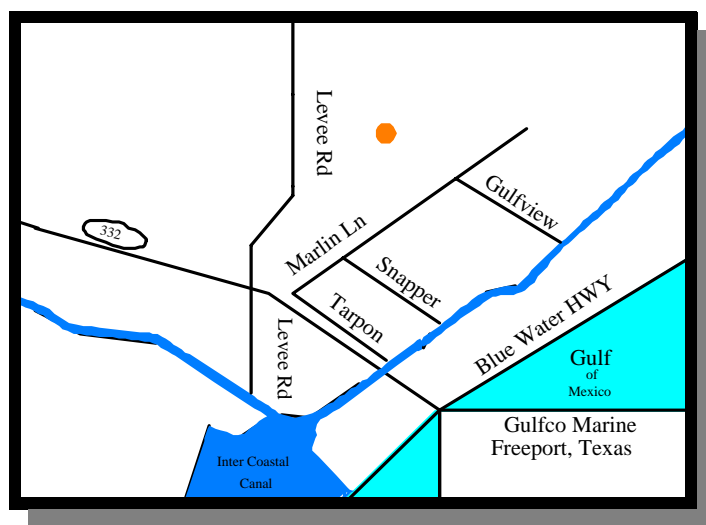 Levee Rd
Gulfview
332
Marlin Ln
Snapper
Tarpon
Levee Rd
Blue Water HWY
Gulf
of
Mexico
Gulfco Marine
Freeport, Texas
Inter Coastal
Canal